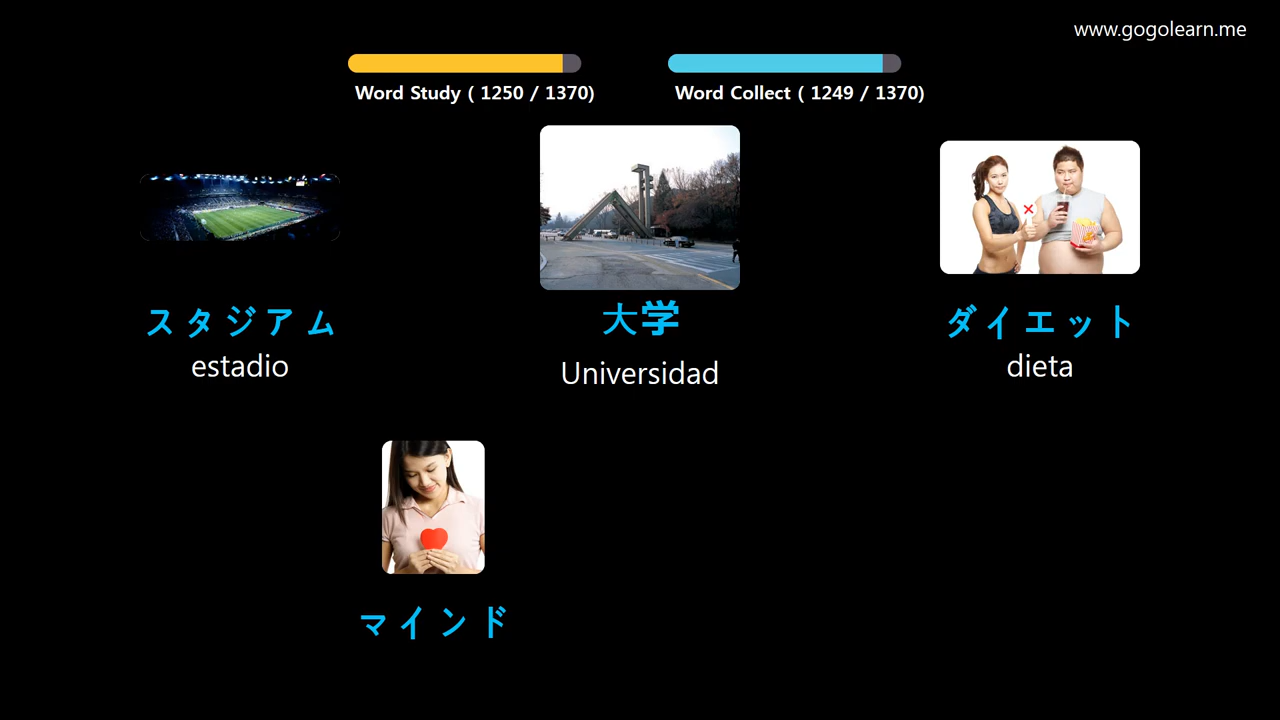 www.gogolearn.me
Word Study ( 1250 / 1370)
Word Collect ( 1249 / 1370)
スタジアム
estadio
大学
Universidad
ダイエット
dieta
マインド